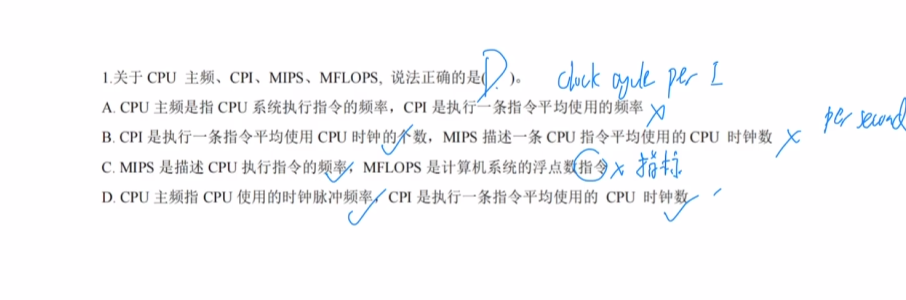 1.关于 CPU 主频、CPI、MIPS、MFLOPS, 说法正确的是( D. )。 clock cycle per I
A. CPU 主频是指 CPU 系统执行指令的频率，CPI 是执行一条指令平均使用的频率 ×
B. CPI 是执行一条指令平均使用 CPU 时钟的个数，MIPS 描述一条 CPU 指令平均使用的 CPU 时钟数 × per second
C. MIPS 是描述 CPU 执行指令的频率，MFLOPS 是计算机系统的浮点数指令 × 指标
D. CPU 主频指 CPU 使用的时钟脉冲频率，CPI 是执行一条指令平均使用的 CPU 时钟数